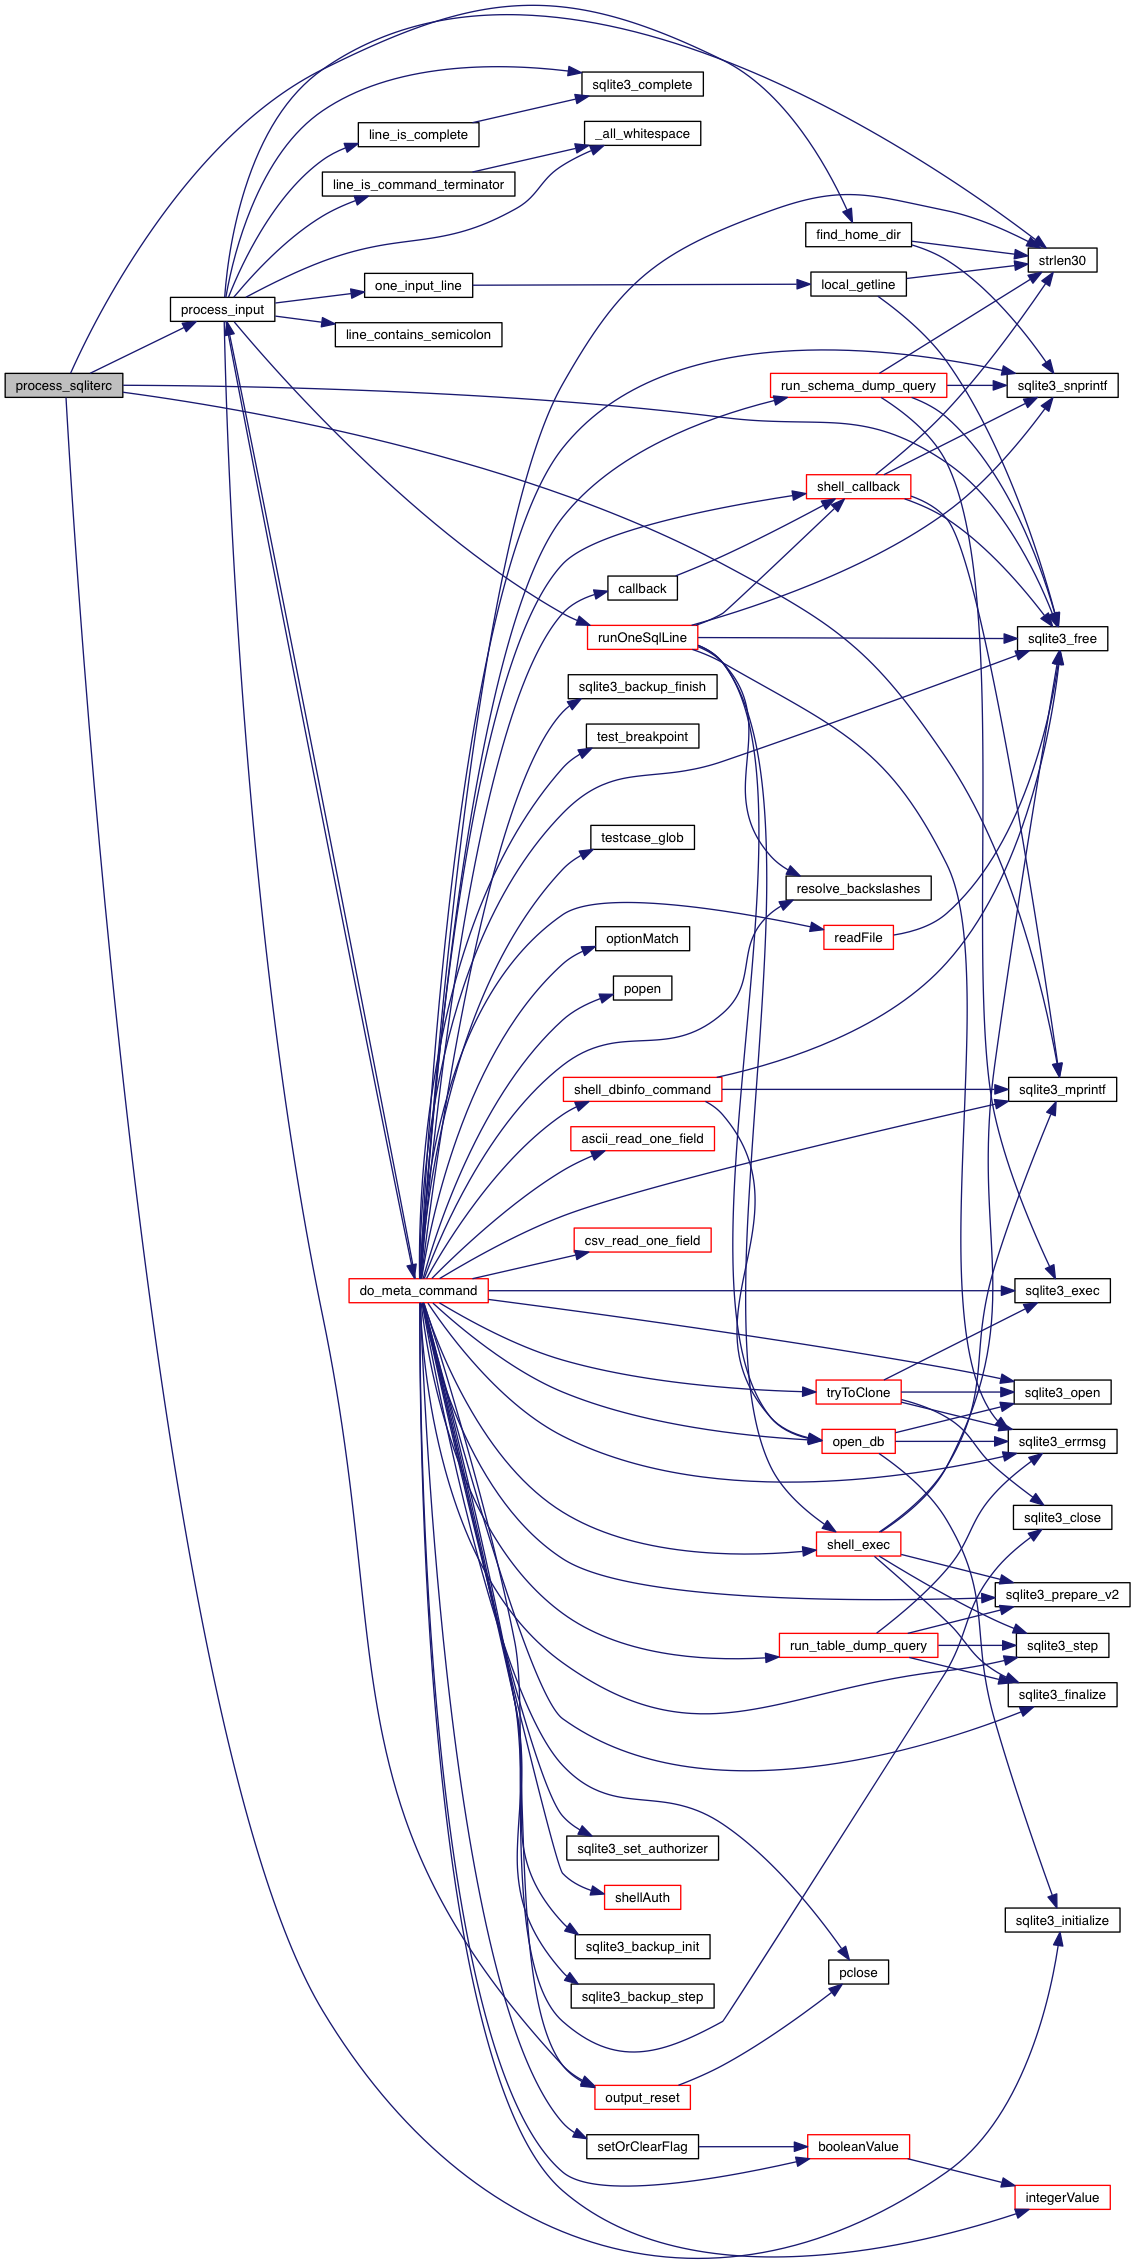 sqlite3_complete
line_is_complete
_all_whitespace
line_is_command_terminator
find_home_dir
strlen30
one_input_line
local_getline
process_input
line_contains_semicolon
process_sqliterc
run_schema_dump_query
sqlite3_snprintf
shell_callback
callback
runOneSqlLine
sqlite3_free
sqlite3_backup_finish
test_breakpoint
testcase_glob
resolve_backslashes
optionMatch
readFile
popen
shell_dbinfo_command
sqlite3_mprintf
ascii_read_one_field
csv_read_one_field
do_meta_command
sqlite3_exec
tryToClone
sqlite3_open
open_db
sqlite3_errmsg
sqlite3_close
shell_exec
sqlite3_prepare_v2
run_table_dump_query
sqlite3_step
sqlite3_finalize
sqlite3_set_authorizer
shellAuth
sqlite3_initialize
sqlite3_backup_init
pclose
sqlite3_backup_step
output_reset
setOrClearFlag
booleanValue
integerValue